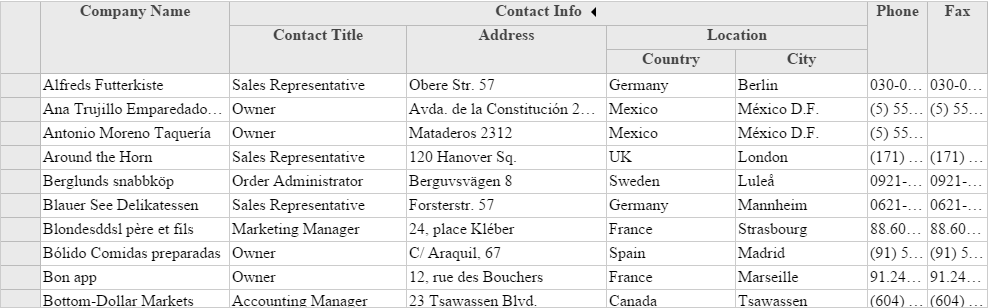 Company Name Contact Info Phone Fax
Contact Title Address Location
Country City
Alfreds Futterkiste Sales Representative Obere Str. 57 Germany Berlin 030-0... 030-0...
Ana Trujillo Emparedado... Owner Avda. de la Constitución 2... Mexico México D.F. (5) 55... (5) 55...
Antonio Moreno Taquería Owner Mataderos 2312 Mexico México D.F. (5) 55...
Around the Horn Sales Representative 120 Hanover Sq. UK London (171) ... (171) ...
Berglunds snabbköp Order Administrator Berguvsvägen 8 Sweden Luleå 0921-... 0921-...
Blauer See Delikatessen Sales Representative Forsterstr. 57 Germany Mannheim 0621-... 0621-...
Blondesddsl père et fils Marketing Manager 24, place Kléber France Strasbourg 88.60... 88.60...
Bólido Comidas preparadas Owner C/ Araquil, 67 Spain Madrid (91) 5... (91) 5...
Bon app Owner 12, rue des Bouchers France Marseille 91.24... 91.24...
Bottom-Dollar Markets Accounting Manager 23 Tsawassen Blvd. Canada Tsawassen (604) ... (604) ...